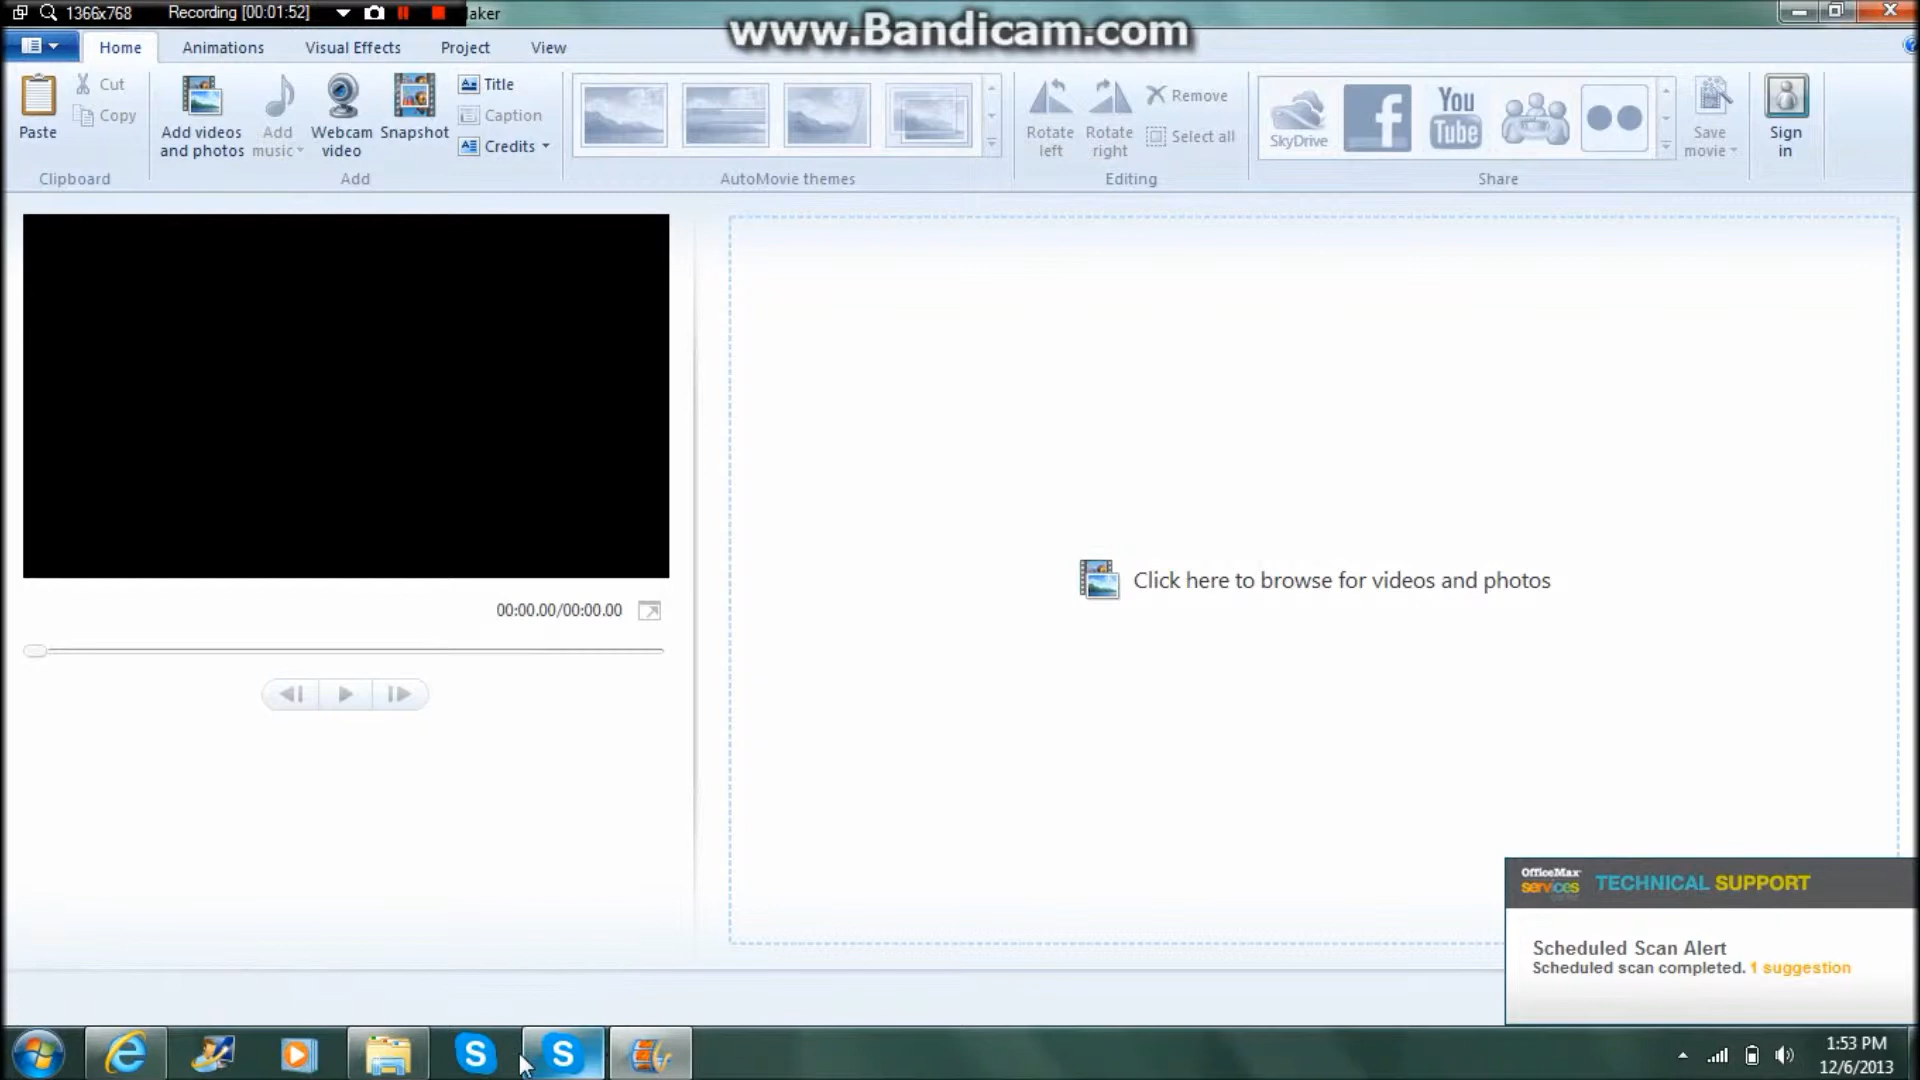 1366x768 Recording [00:01:52] aker
www.Bandicam.com
Home Animations Visual Effects Project View
Paste
Cut
Copy
Clipboard
Add videos and photos
Add music
Webcam video
Snapshot
Title
Caption
Credits
Add
AutoMovie themes
Rotate left
Rotate right
Remove
Select all
Editing
SkyDrive
f
You Tube
Share
Save movie
Sign in
00:00.00/00:00.00
Click here to browse for videos and photos
OfficeMax services TECHNICAL SUPPORT
Scheduled Scan Alert
Scheduled scan completed. 1 suggestion
1:53 PM
12/6/2013